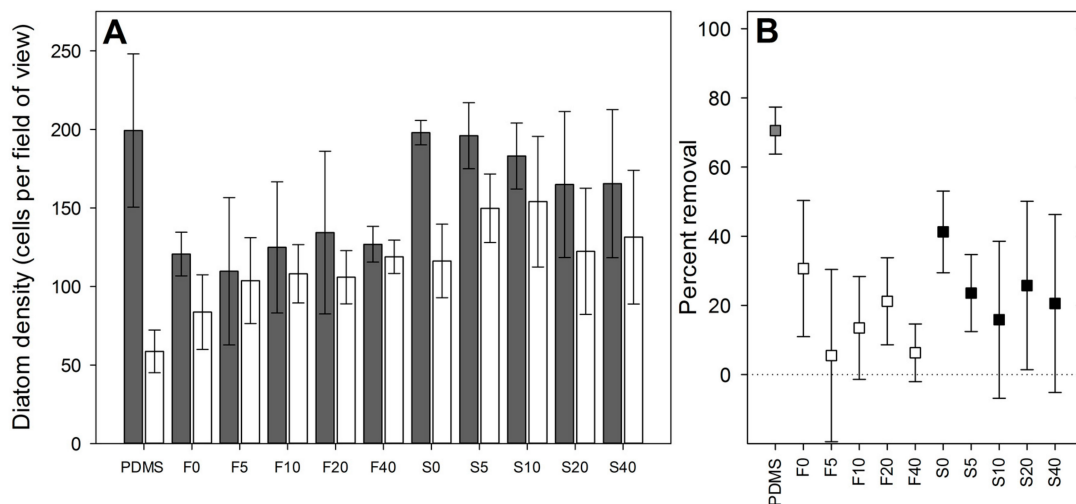 A
Diatom density (cells per field of view)
250
200
150
100
50
0
PDMS F0 F5 F10 F20 F40 S0 S5 S10 S20 S40
B
Percent removal
100
80
60
40
20
0
PDMS F0 F5 F10 F20 F40 S0 S5 S10 S20 S40